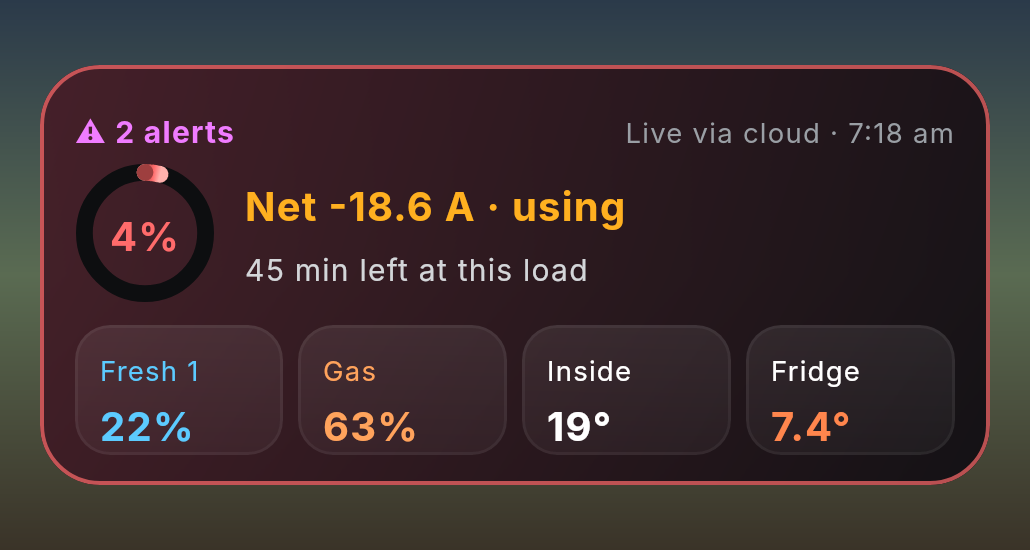 2 alerts
Live via cloud · 7:18 am
4%
Net -18.6 A · using
45 min left at this load
Fresh 1
22%
Gas
63%
Inside
19°
Fridge
7.4°